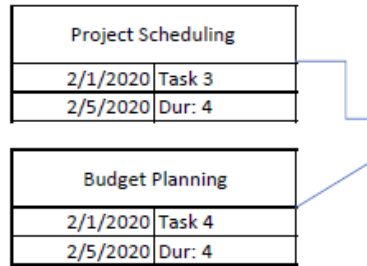 Project Scheduling
2/1/2020 Task 3
2/5/2020 Dur: 4
Budget Planning
2/1/2020 Task 4
2/5/2020 Dur: 4